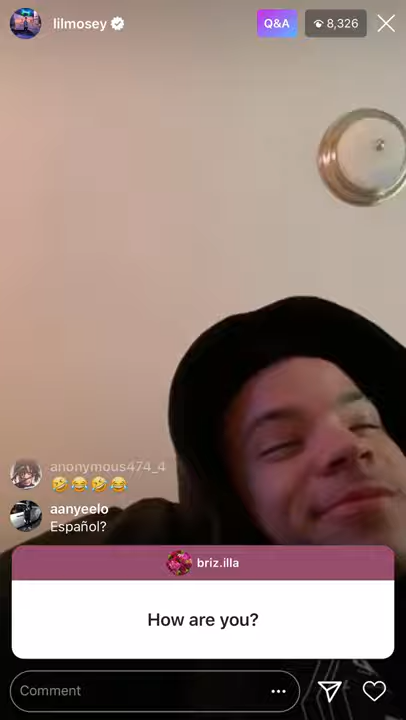 lilmosey
Q&A
8,326
anonymous474_4
🤣😂🤣😂
aanyeelo
Español?
briz.illa
How are you?
Comment